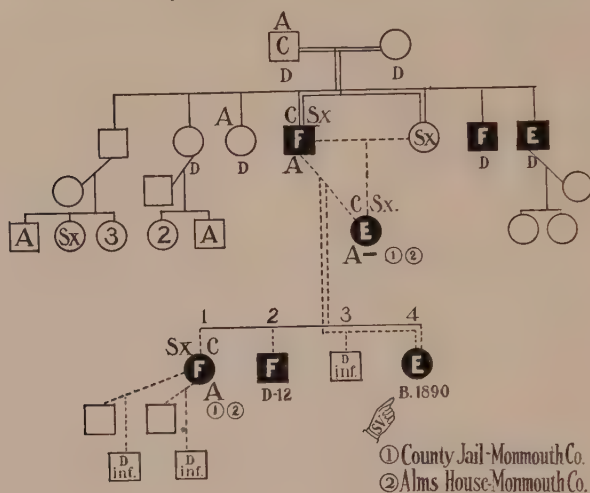 A
C
D D
A C Sx
F Sx F E
D D A D D
C Sx.
A Sx 3 2 A E
A- ① ②
1 2 3 4
Sx C
F F D inf. E
A D-12 B. 1890
① ②
SV.
D inf. D inf.
① County Jail-Monmouth Co.
② Alms House-Monmouth Co.